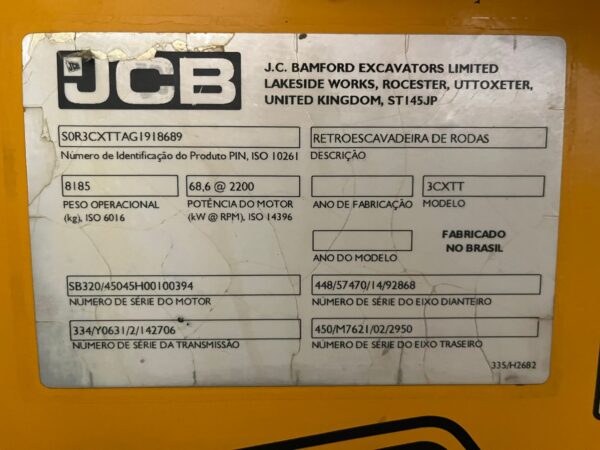 JCB
J.C. BAMFORD EXCAVATORS LIMITED
LAKESIDE WORKS, ROCESTER, UTTOXETER,
UNITED KINGDOM, ST145JP
S0R3CXTTAG1918689
Número de Identificação do Produto PIN, ISO 10261
RETROESCAVADEIRA DE RODAS
DESCRIÇÃO
8185
PESO OPERACIONAL
(kg), ISO 6016
68,6 @ 2200
POTÊNCIA DO MOTOR
(kW @ RPM), ISO 14396
ANO DE FABRICAÇÃO
3CXTT
MODELO
ANO DO MODELO
FABRICADO
NO BRASIL
SB320/45045H00100394
NÚMERO DE SÉRIE DO MOTOR
448/57470/14/92868
NÚMERO DE SÉRIE DO EIXO DIANTEIRO
334/Y0631/2/142706
NÚMERO DE SÉRIE DA TRANSMISSÃO
450/M7621/02/2950
NÚMERO DE SÉRIE DO EIXO TRASEIRO
335/H2682